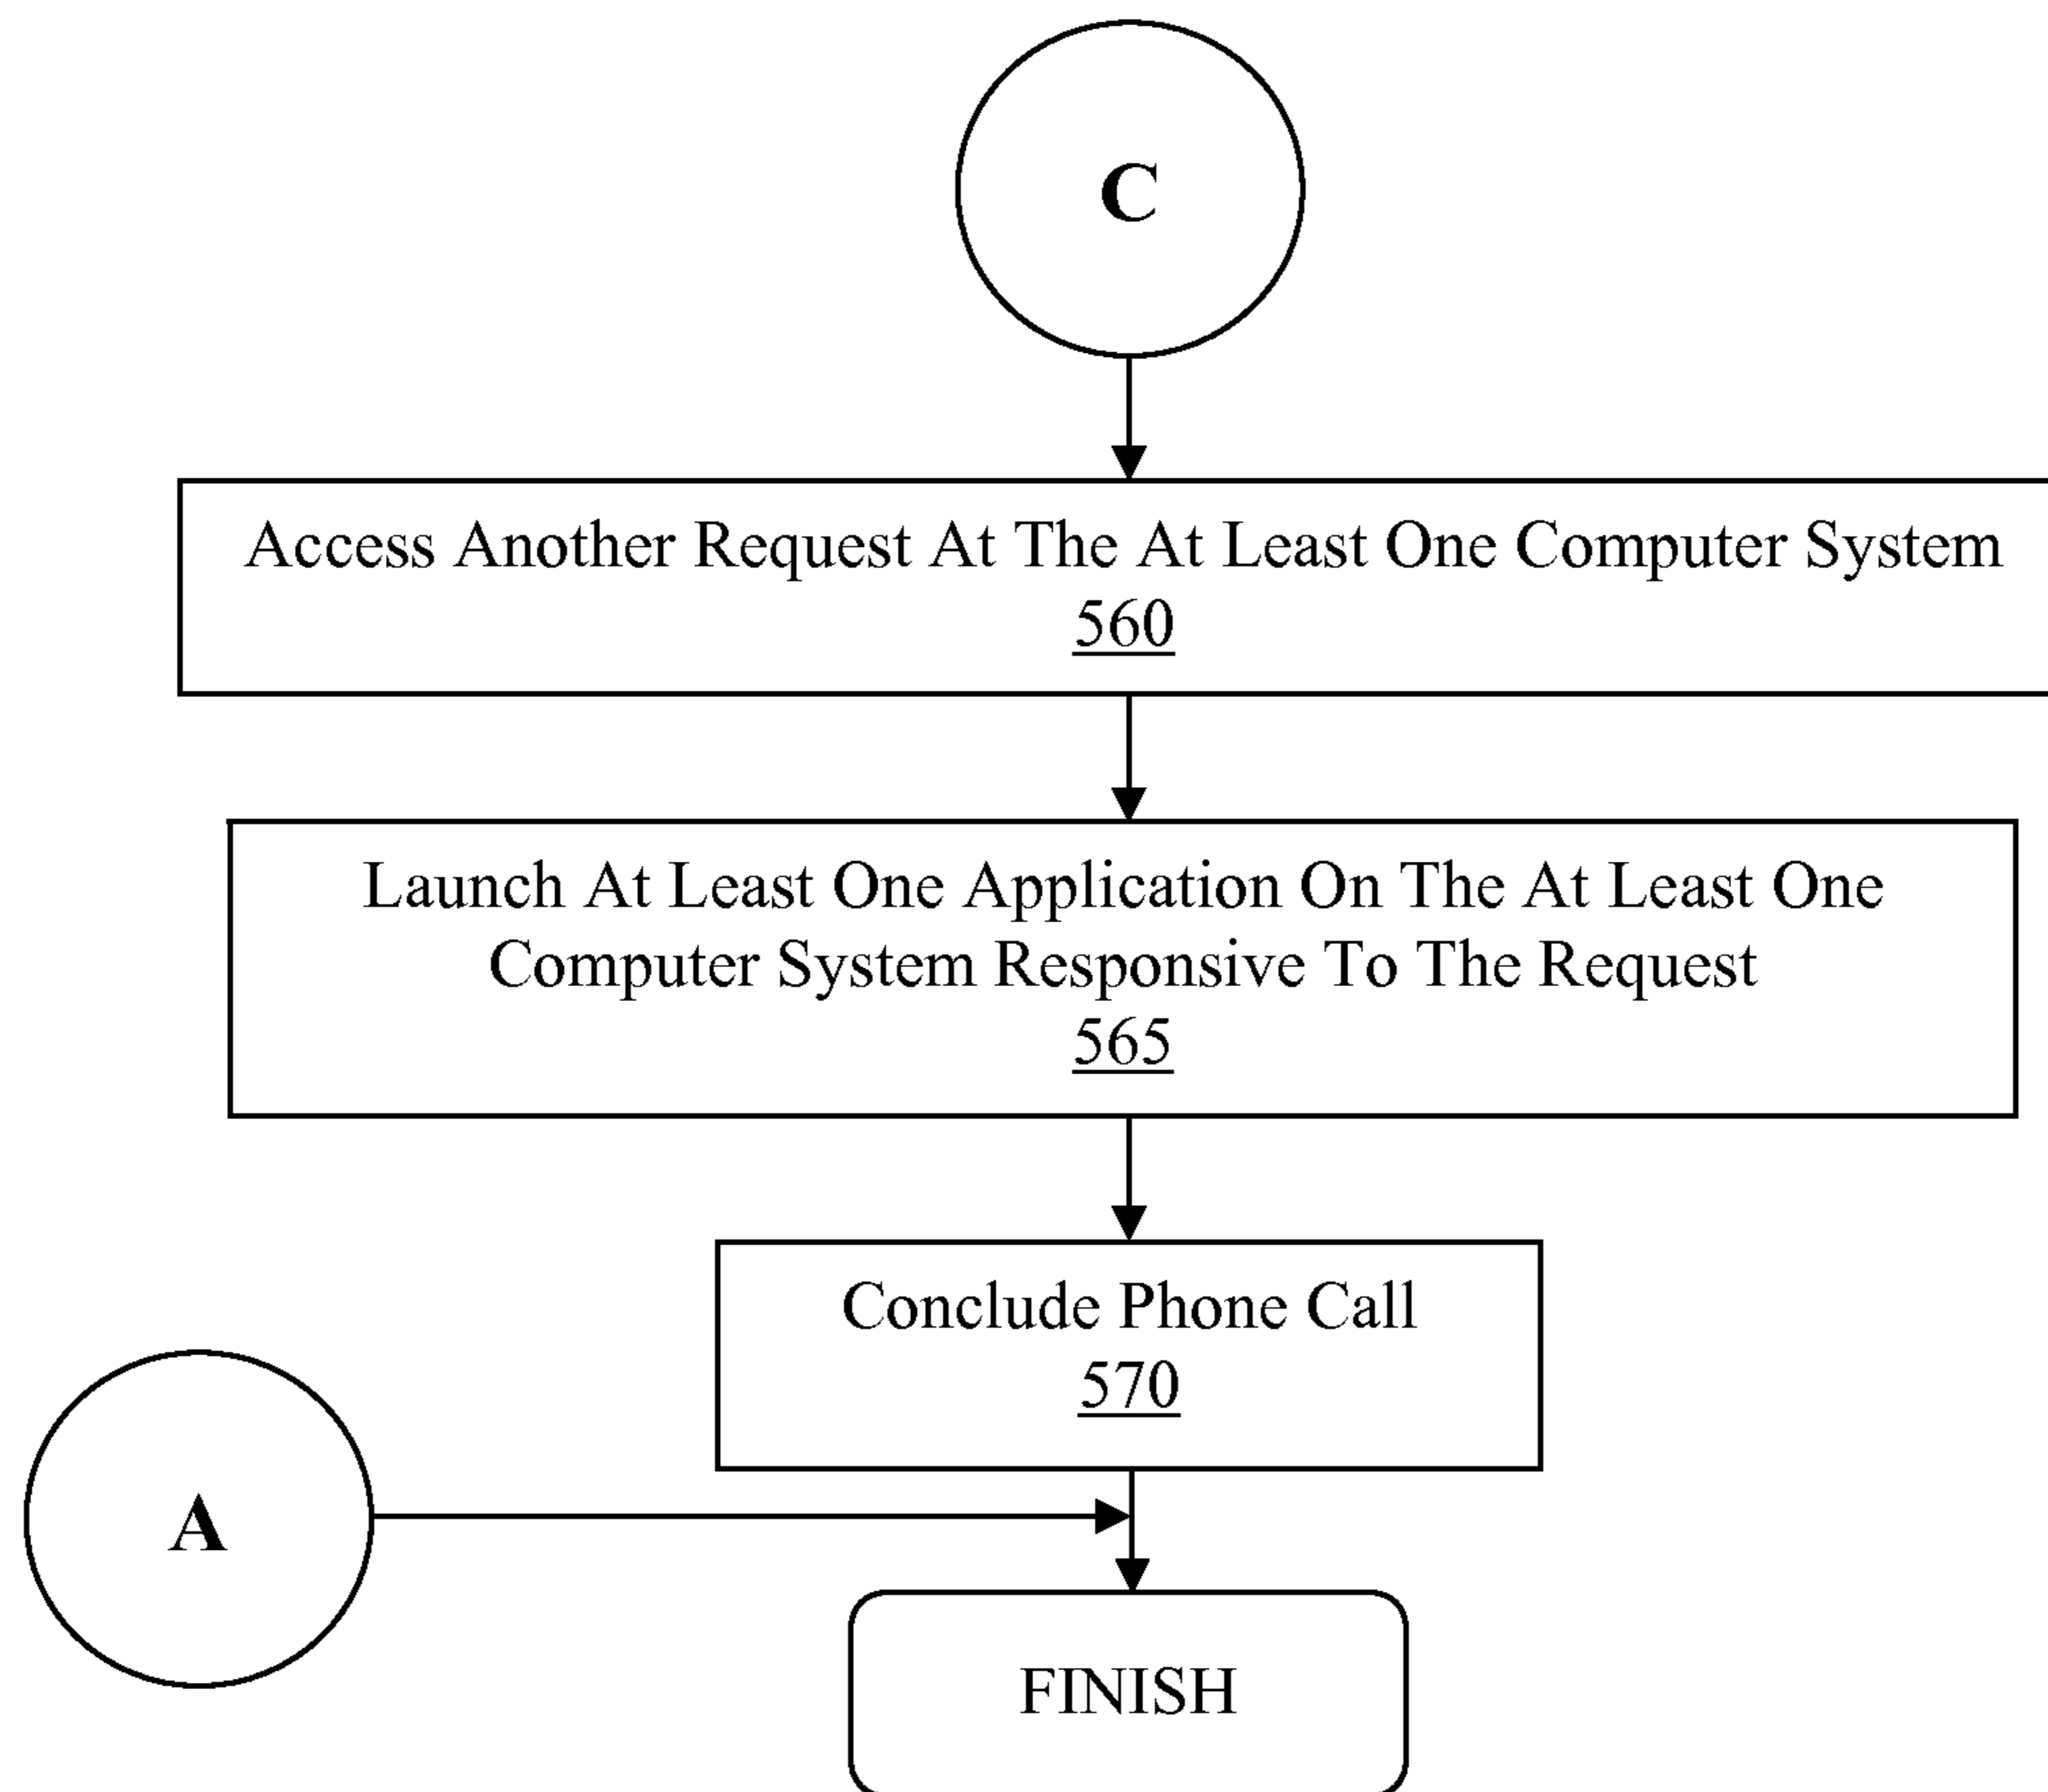 C
Access Another Request At The At Least One Computer System
560
Launch At Least One Application On The At Least One
Computer System Responsive To The Request
565
Conclude Phone Call
570
A
FINISH